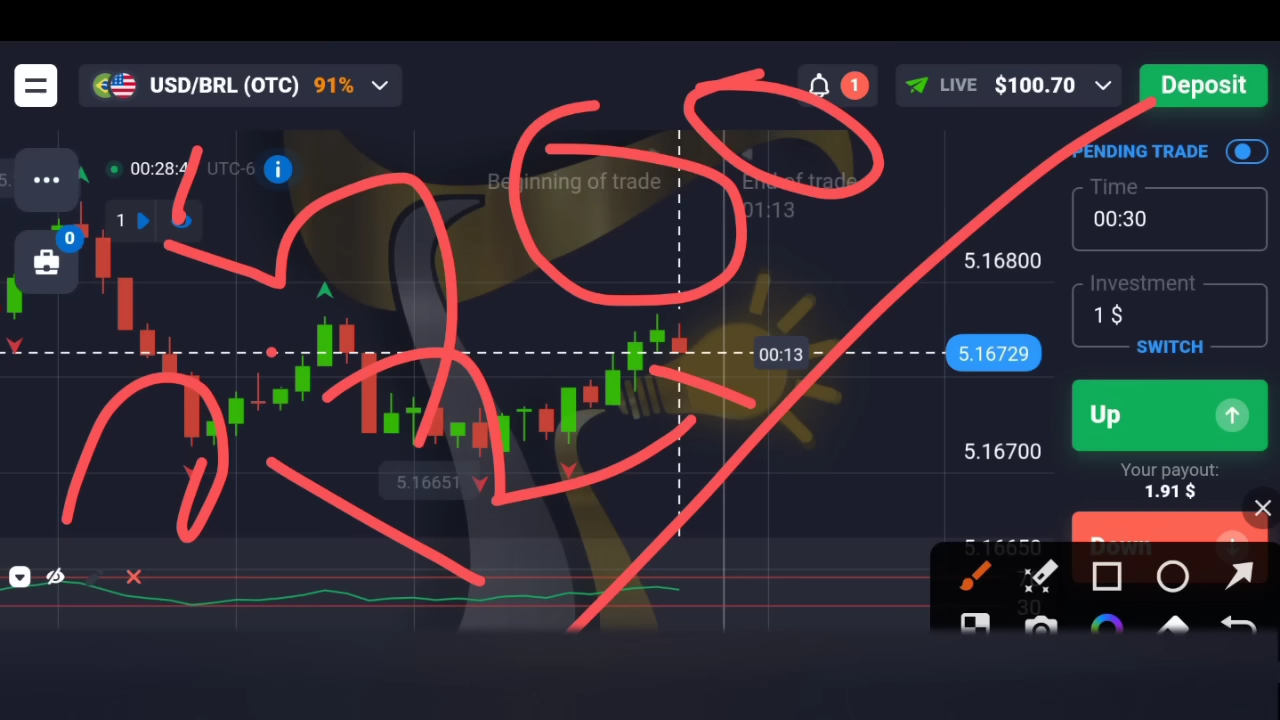 USD/BRL (OTC) 91%
1
LIVE $100.70
Deposit
00:28:4
UTC-6
i
PENDING TRADE
Time
00:30
Beginning of trade
End of trade
01:13
1
0
5.16800
Investment
1 $
SWITCH
00:13
5.16729
Up
5.16700
Your payout:
1.91 $
5.16651
5.16650
Down
30